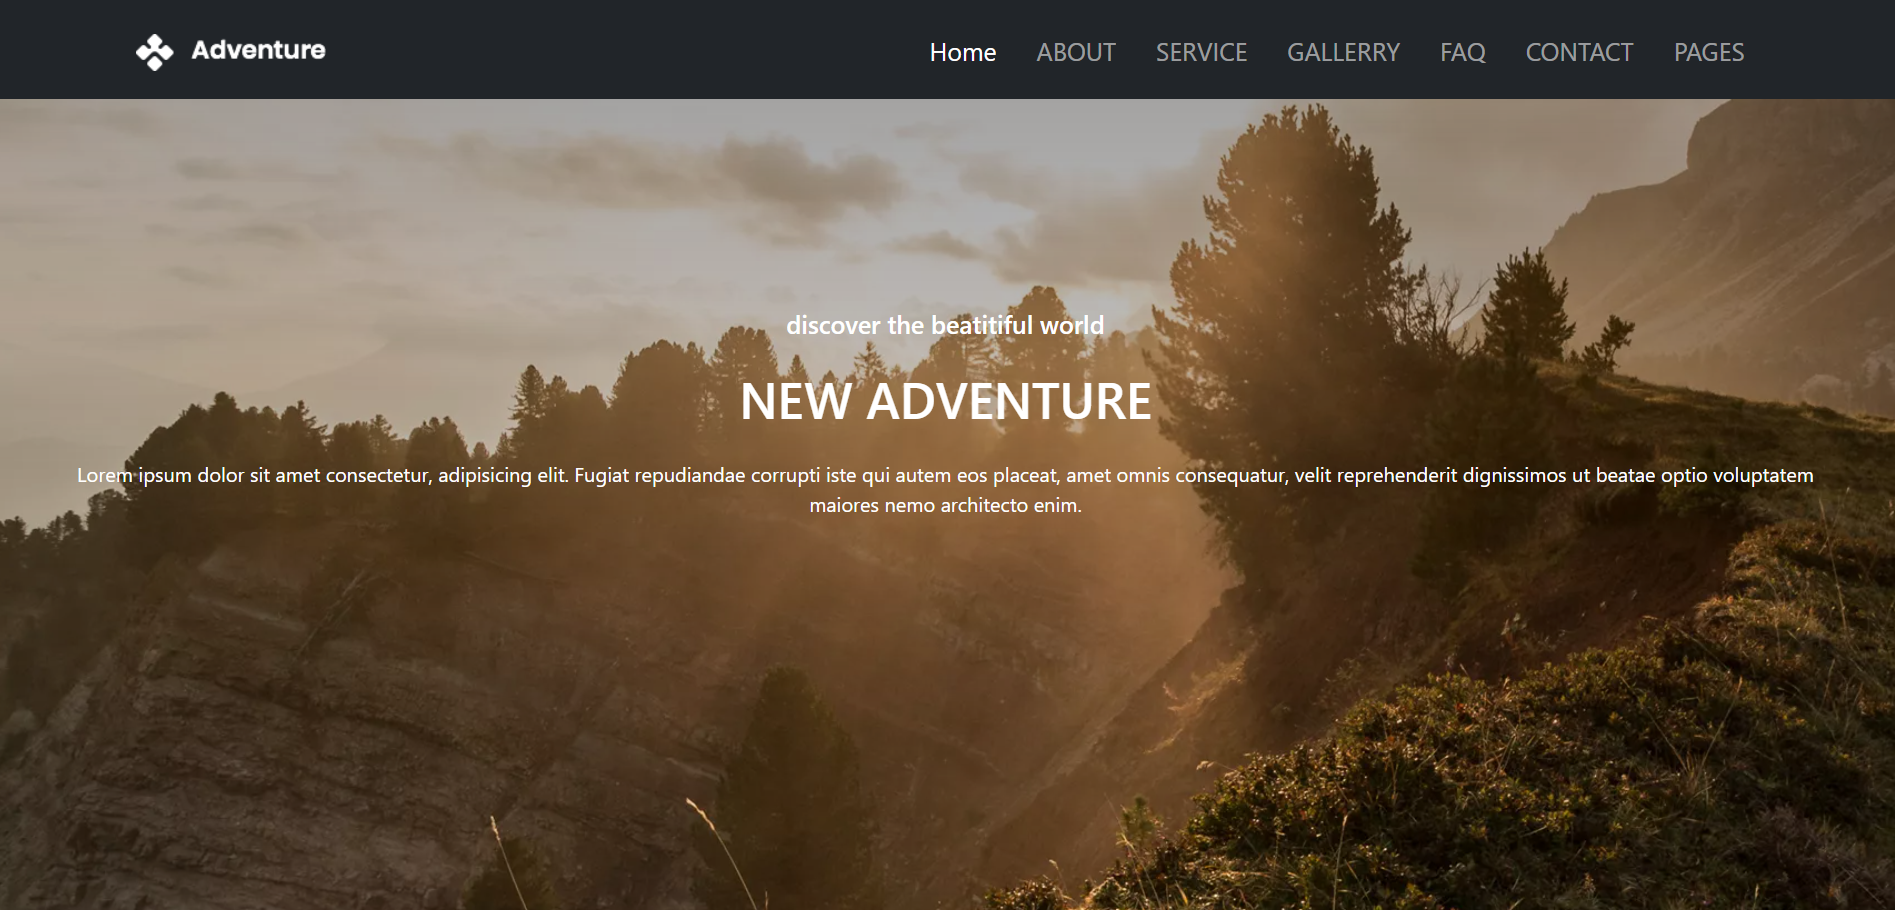 Adventure
Home ABOUT SERVICE GALLERRY FAQ CONTACT PAGES
discover the beatitiful world
NEW ADVENTURE
Lorem ipsum dolor sit amet consectetur, adipisicing elit. Fugiat repudiandae corrupti iste qui autem eos placeat, amet omnis consequatur, velit reprehenderit dignissimos ut beatae optio voluptatem
maiores nemo architecto enim.